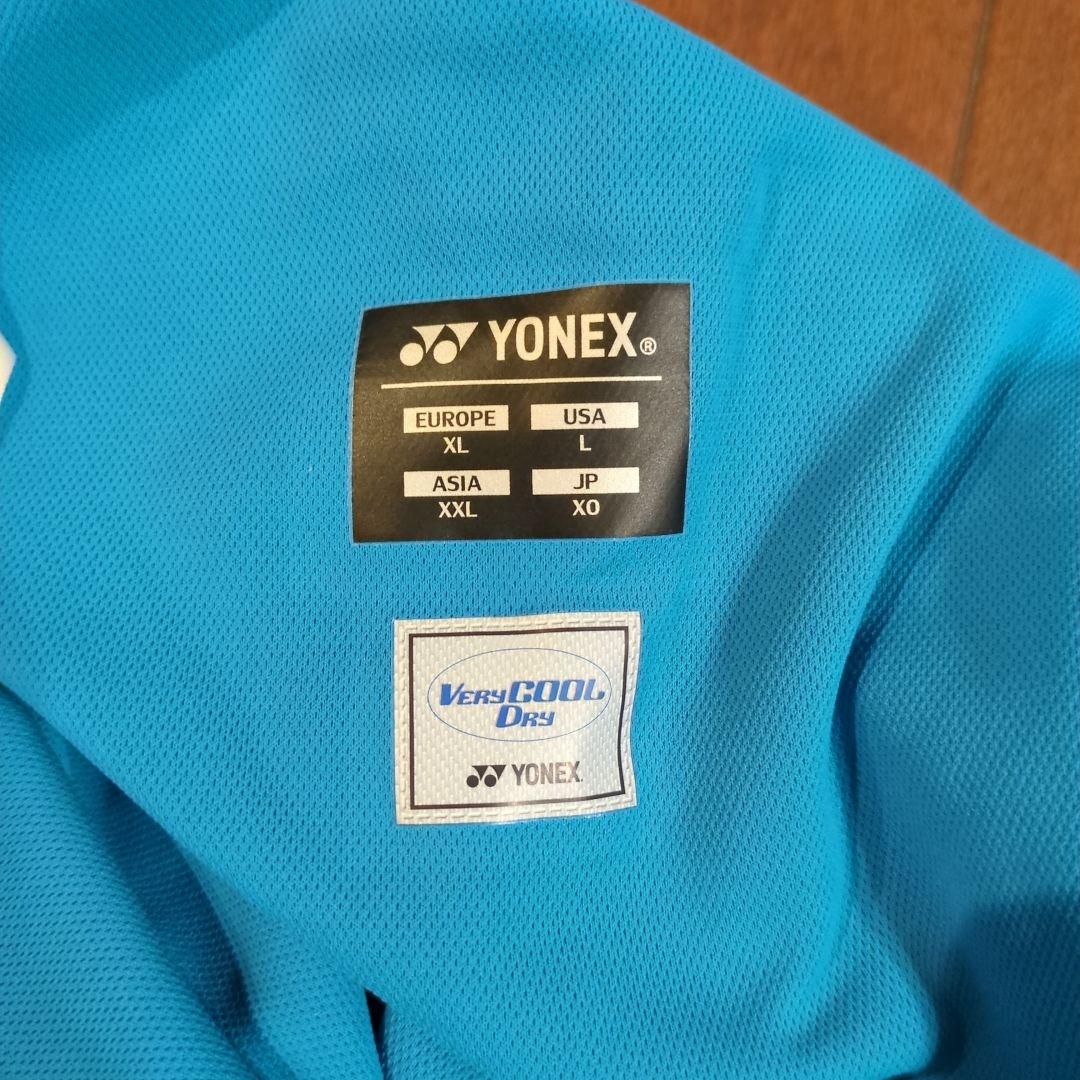 YONEX®
EUROPE USA
XL L
ASIA JP
XXL XO
VERY COOL
DRY
YONEX